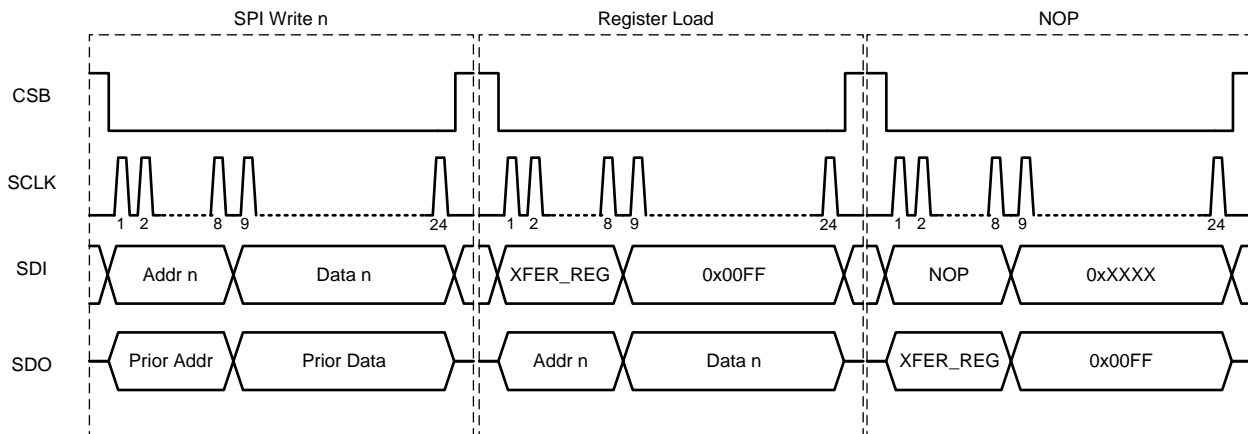 SPI Write n Register Load NOP
CSB
SCLK
1 2 8 9 24 1 2 8 9 24 1 2 8 9 24
SDI Addr n Data n XFER_REG 0x00FF NOP 0xXXXX
SDO Prior Addr Prior Data Addr n Data n XFER_REG 0x00FF